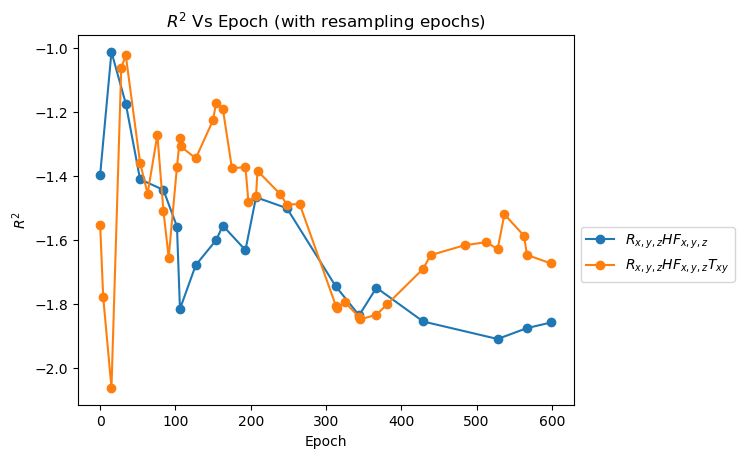 $R^2$ Vs Epoch (with resampling epochs)
−1.0
−1.2
−1.4
−1.6
−1.8
−2.0
$R^2$
0 100 200 300 400 500 600
Epoch
$R_{x,y,z}HF_{x,y,z}$
$R_{x,y,z}HF_{x,y,z}T_{xy}$